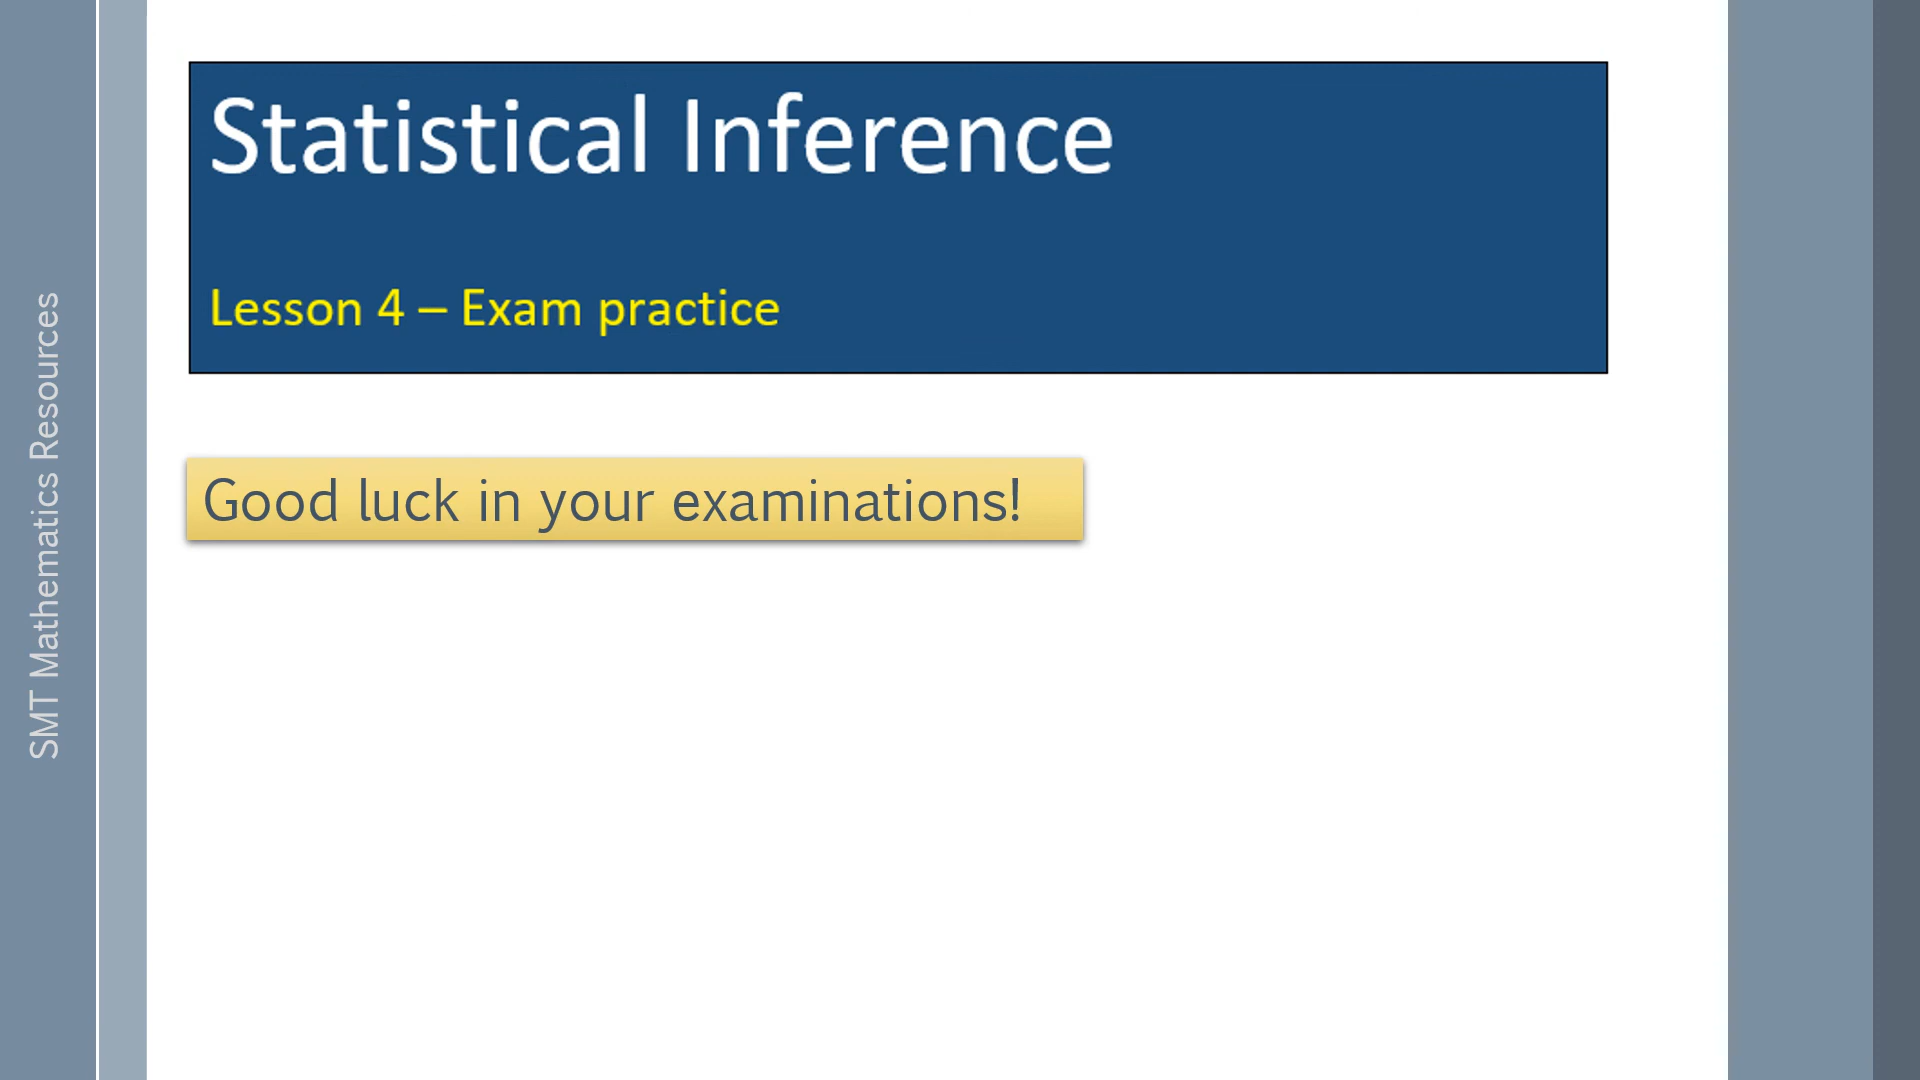 Statistical Inference
Lesson 4 – Exam practice
Good luck in your examinations!
SMT Mathematics Resources